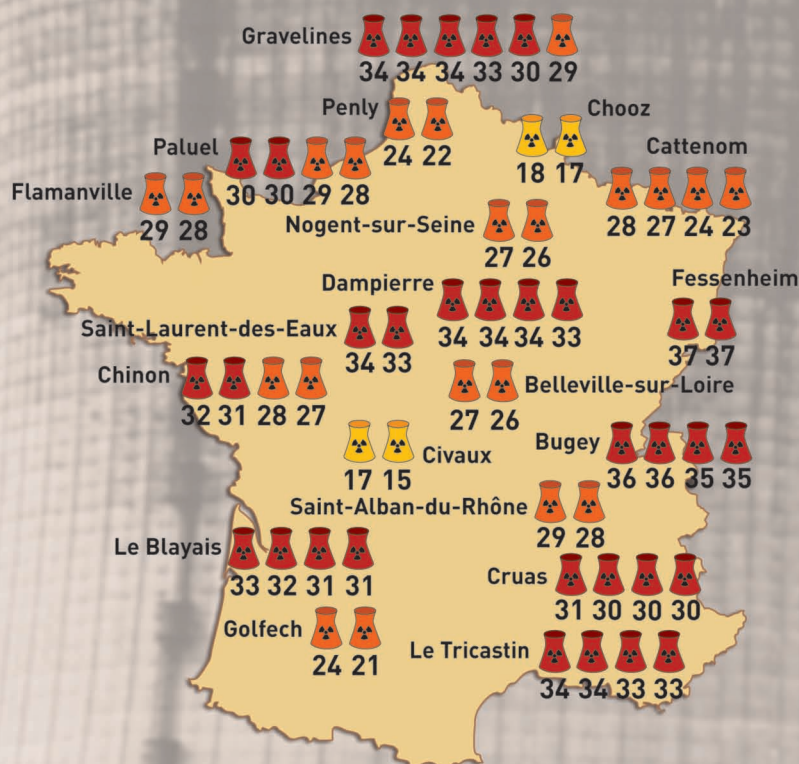 Gravelines
34 34 34 33 30 29
Penly
24 22
Chooz
18 17
Paluel
30 30 29 28
Cattenom
28 27 24 23
Flamanville
29 28
Nogent-sur-Seine
27 26
Dampierre
34 34 34 33
Fessenheim
37 37
Saint-Laurent-des-Eaux
34 33
Chinon
32 31 28 27
Belleville-sur-Loire
27 26
Civaux
17 15
Bugey
36 36 35 35
Saint-Alban-du-Rhône
29 28
Le Blayais
33 32 31 31
Cruas
31 30 30 30
Golfech
24 21
Le Tricastin
34 34 33 33